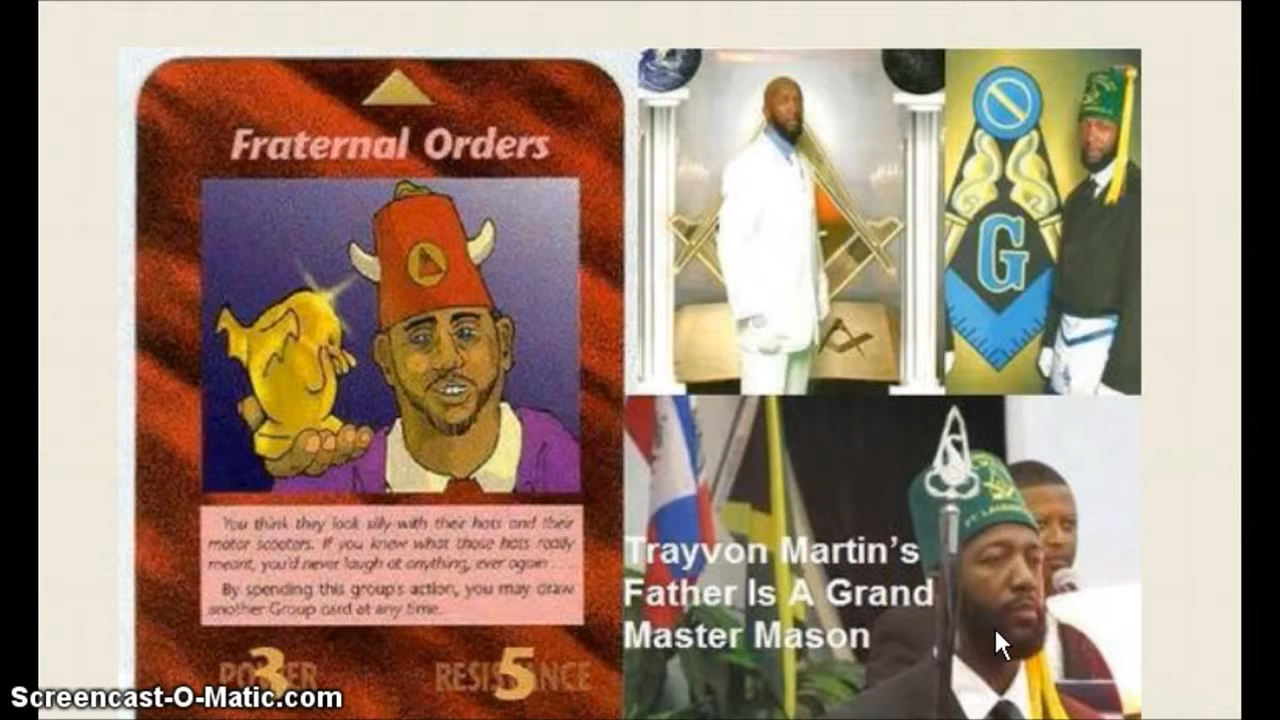 Fraternal Orders
You think they look silly with their hats and their
motor scooters. If you knew what those hats really
meant, you'd never laugh at anything, ever again . . .
By spending this group's action, you may draw
another Group card at any time.
POWER 3
RESISTANCE 5
G
Trayvon Martin's
Father Is A Grand
Master Mason
Screencast-O-Matic.com